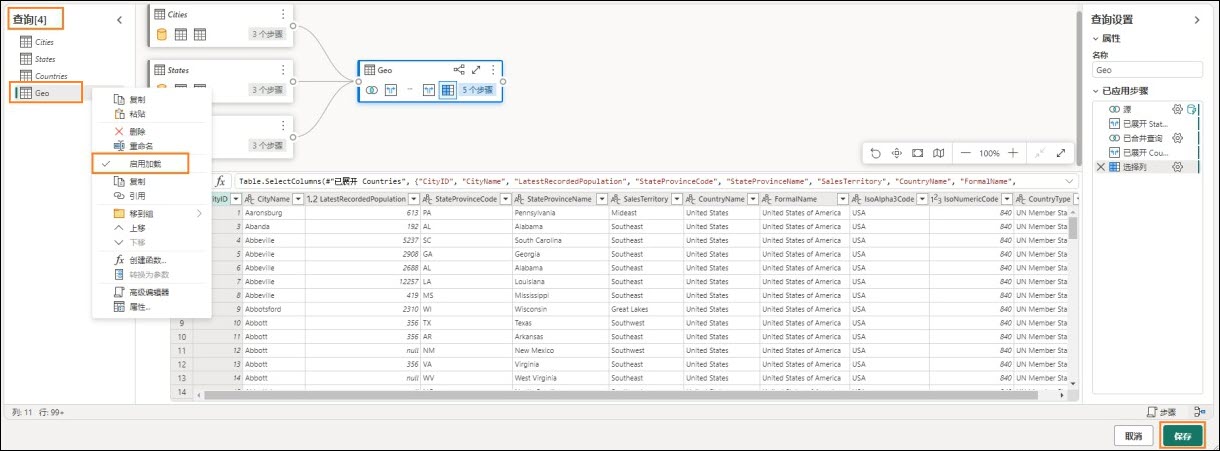 查询[4]
Cities
States
Countries
Geo
复制
粘贴
删除
重命名
启用加载
复制
引用
移到组
上移
下移
创建函数...
转换为参数
高级编辑器
属性...
Cities
3 个步骤
States
3 个步骤
3 个步骤
Geo
5 个步骤
100%
fx Table.SelectColumns(#"已展开 Countries", {"CityID", "CityName", "LatestRecordedPopulation", "StateProvinceCode", "StateProvinceName", "SalesTerritory", "CountryName", "FormalName",
ityID CityName 1.2 LatestRecordedPopulation StateProvinceCode StateProvinceName SalesTerritory CountryName FormalName IsoAlpha3Code 123 IsoNumericCode CountryType
1 Aaronsburg 613 PA Pennsylvania Mideast United States United States of America USA 840 UN Member Sta
3 Abanda 192 AL Alabama Southeast United States United States of America USA 840 UN Member Sta
4 Abbeville 5237 SC South Carolina Southeast United States United States of America USA 840 UN Member Sta
5 Abbeville 2908 GA Georgia Southeast United States United States of America USA 840 UN Member Sta
6 Abbeville 2688 AL Alabama Southeast United States United States of America USA 840 UN Member Sta
7 Abbeville 12257 LA Louisiana Southeast United States United States of America USA 840 UN Member Sta
8 Abbeville 419 MS Mississippi Southeast United States United States of America USA 840 UN Member Sta
9 Abbotsford 2310 WI Wisconsin Great Lakes United States United States of America USA 840 UN Member Sta
9 10 Abbott 356 TX Texas Southwest United States United States of America USA 840 UN Member Sta
10 11 Abbott 356 AR Arkansas Southeast United States United States of America USA 840 UN Member Sta
11 12 Abbott null NM New Mexico Southwest United States United States of America USA 840 UN Member Sta
12 13 Abbott 356 VA Virginia Southeast United States United States of America USA 840 UN Member Sta
13 14 Abbott null WV West Virginia Southeast United States United States of America USA 840 UN Member Sta
14
查询设置
属性
名称
Geo
已应用步骤
源
已展开 Stat...
已合并查询
已展开 Cou...
选择列
列: 11 行: 99+
步骤
取消
保存